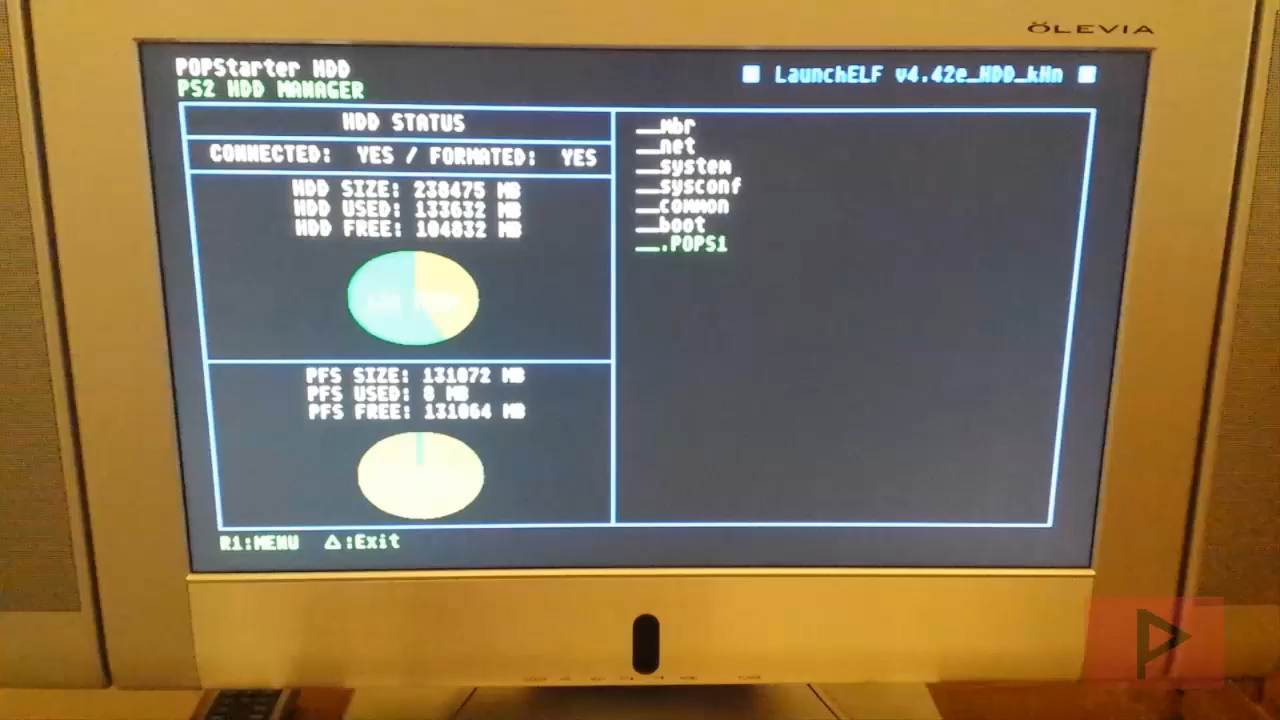 ÖLEVIA
POPStarter HDD
PS2 HDD MANAGER
LaunchELF v4.42e_HDD_kHn
HDD STATUS
CONNECTED: YES / FORMATED: YES
HDD SIZE: 238475 MB
HDD USED: 133632 MB
HDD FREE: 104832 MB
PFS SIZE: 131072 MB
PFS USED: 8 MB
PFS FREE: 131064 MB
__mbr
__net
__system
__sysconf
__common
__boot
__.POPS1
R1:MENU △:Exit
P